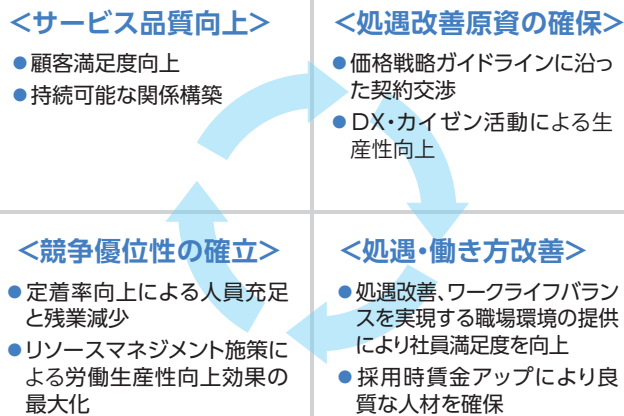 <サービス品質向上>
●顧客満足度向上
●持続可能な関係構築
<処遇改善原資の確保>
●価格戦略ガイドラインに沿っ
た契約交渉
●DX・カイゼン活動による生
産性向上
<競争優位性の確立>
●定着率向上による人員充足
と残業減少
●リソースマネジメント施策に
よる労働生産性向上効果の
最大化
<処遇・働き方改善>
●処遇改善、ワークライフバラン
スを実現する職場環境の提供
により社員満足度を向上
●採用時賃金アップにより良
質な人材を確保